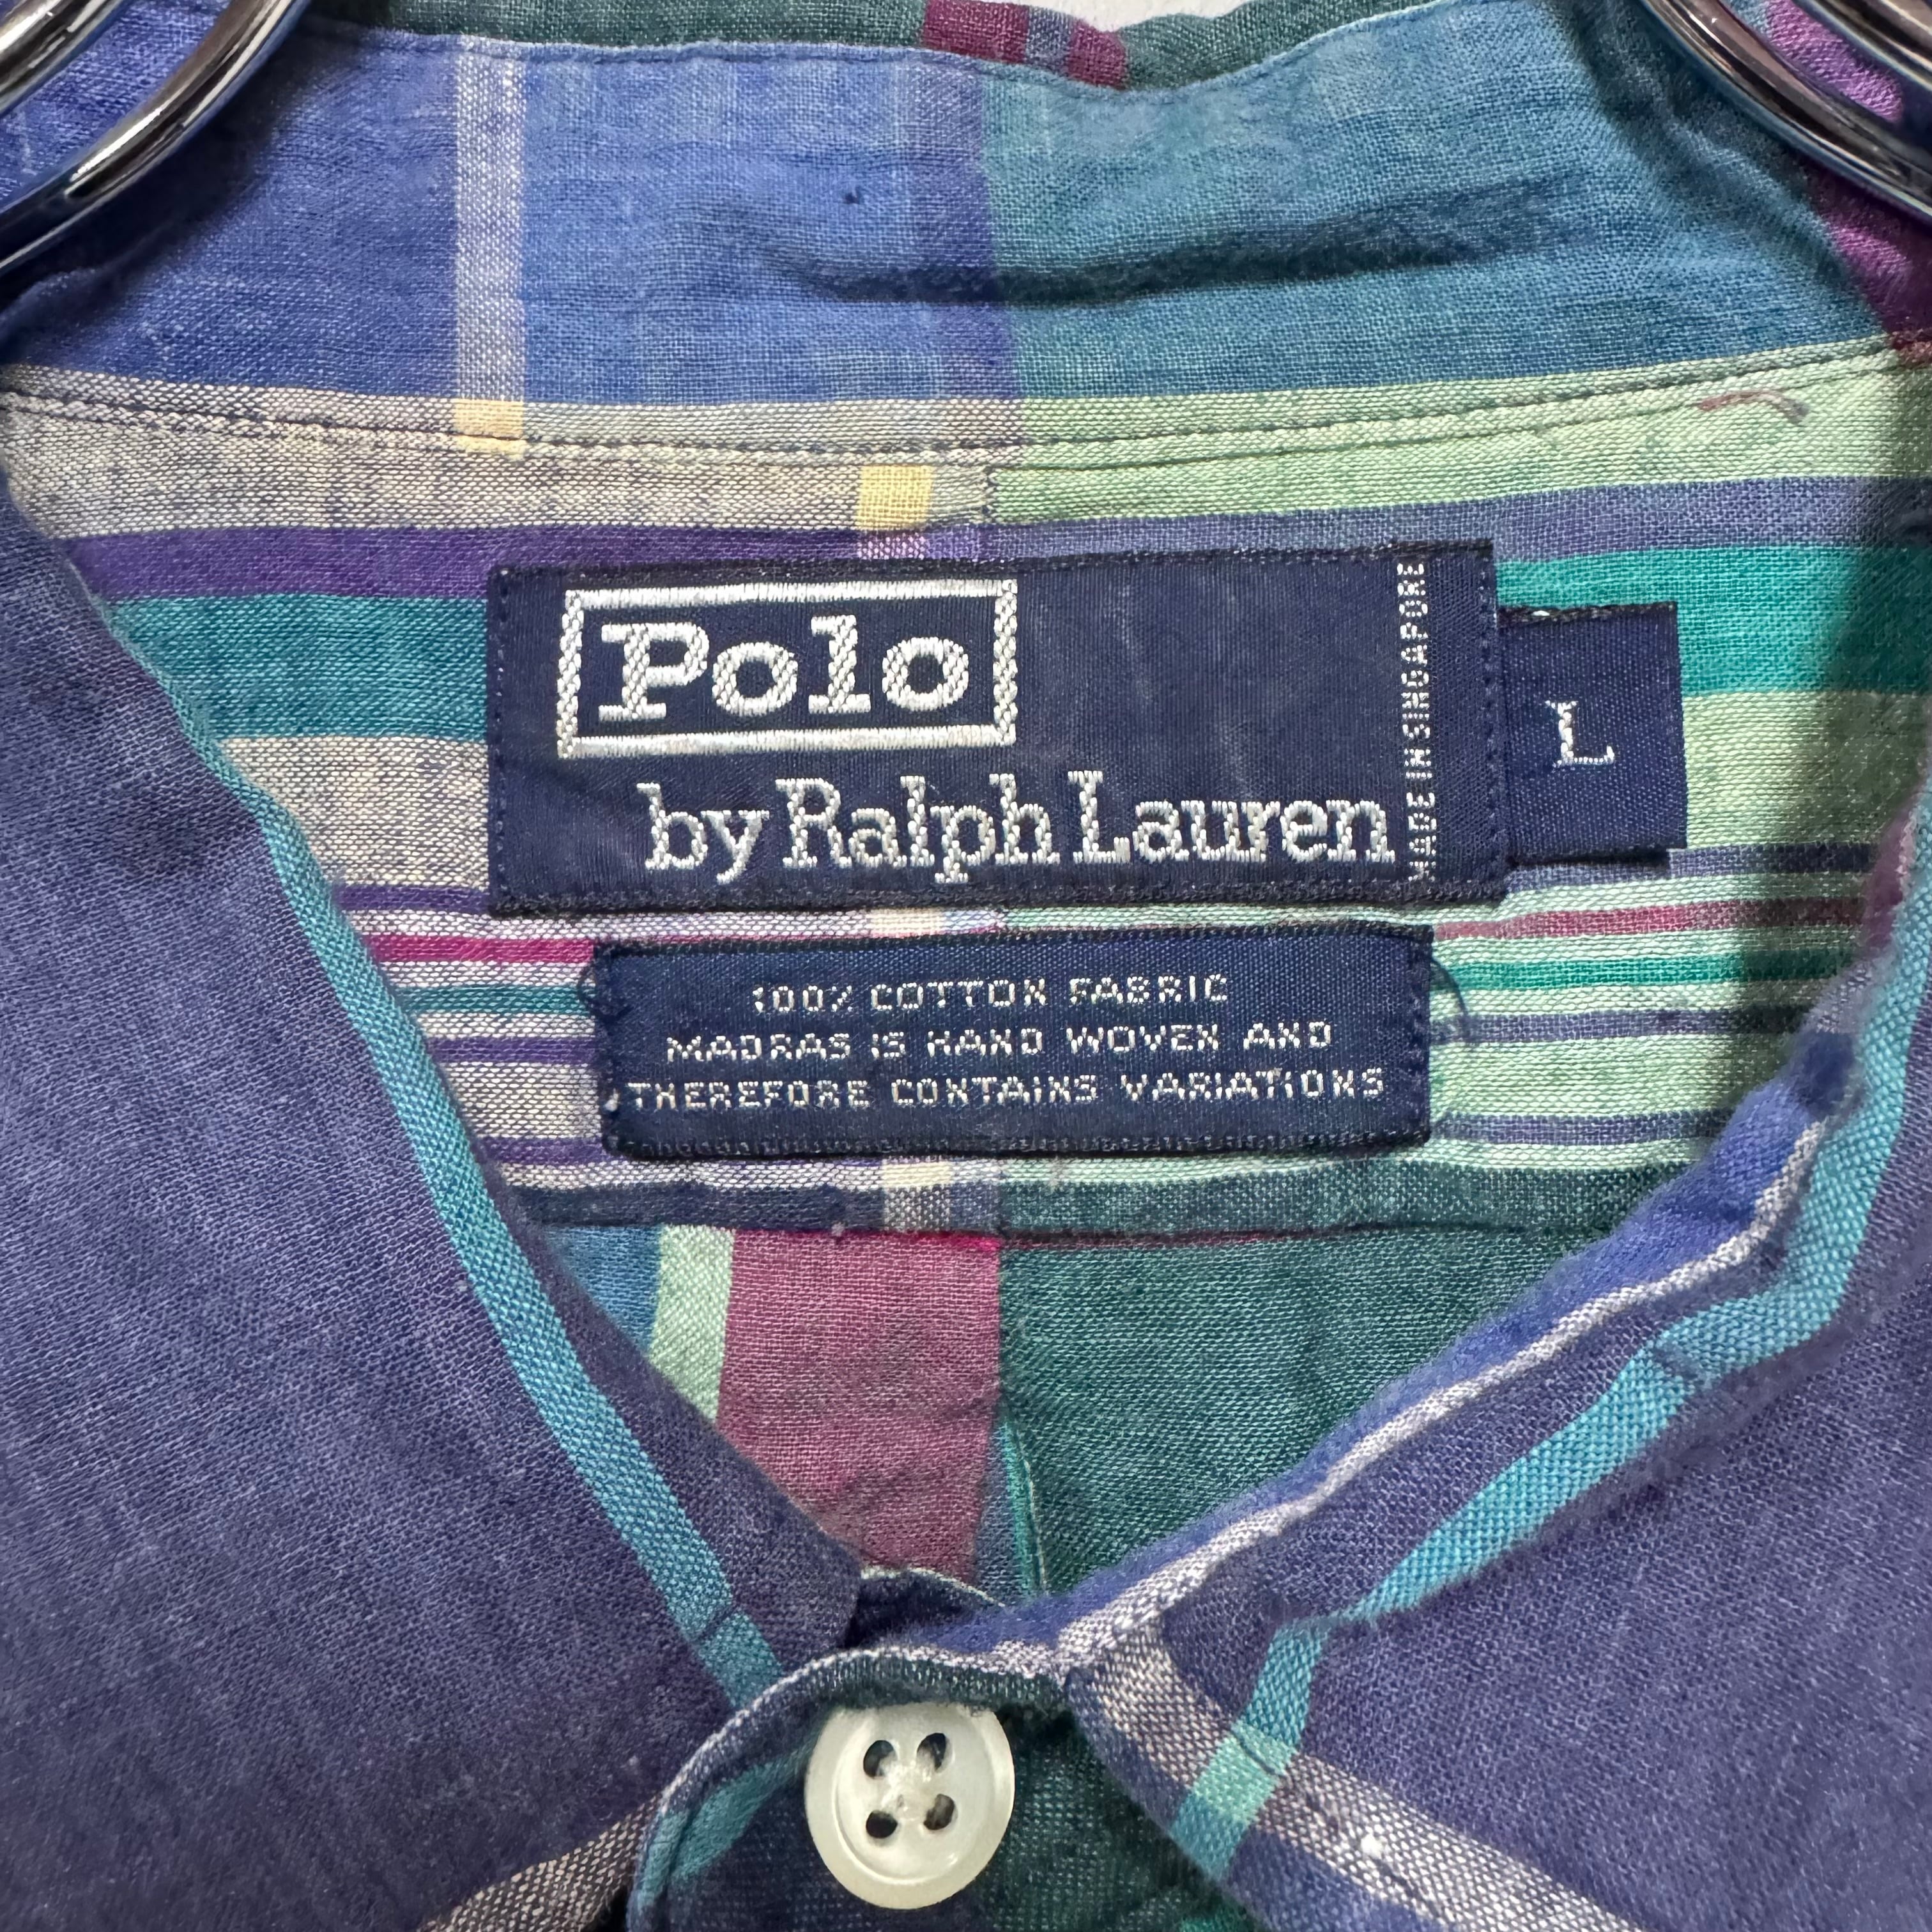 Polo
by Ralph Lauren
MADE IN SINGAPORE
L
100% COTTON FABRIC
MADRAS IS HAND WOVEN AND
THEREFORE CONTAINS VARIATIONS